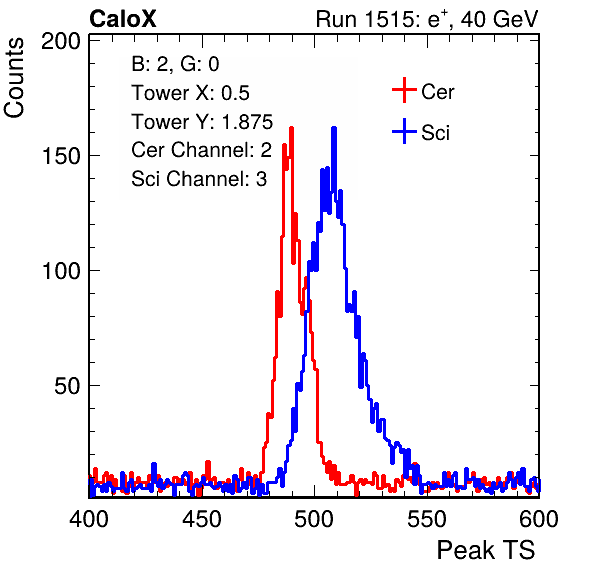 CaloX Run 1515: e⁺, 40 GeV
Counts
200
150
100
50
B: 2, G: 0
Tower X: 0.5
Tower Y: 1.875
Cer Channel: 2
Sci Channel: 3
Cer
Sci
400 450 500 550 600
Peak TS